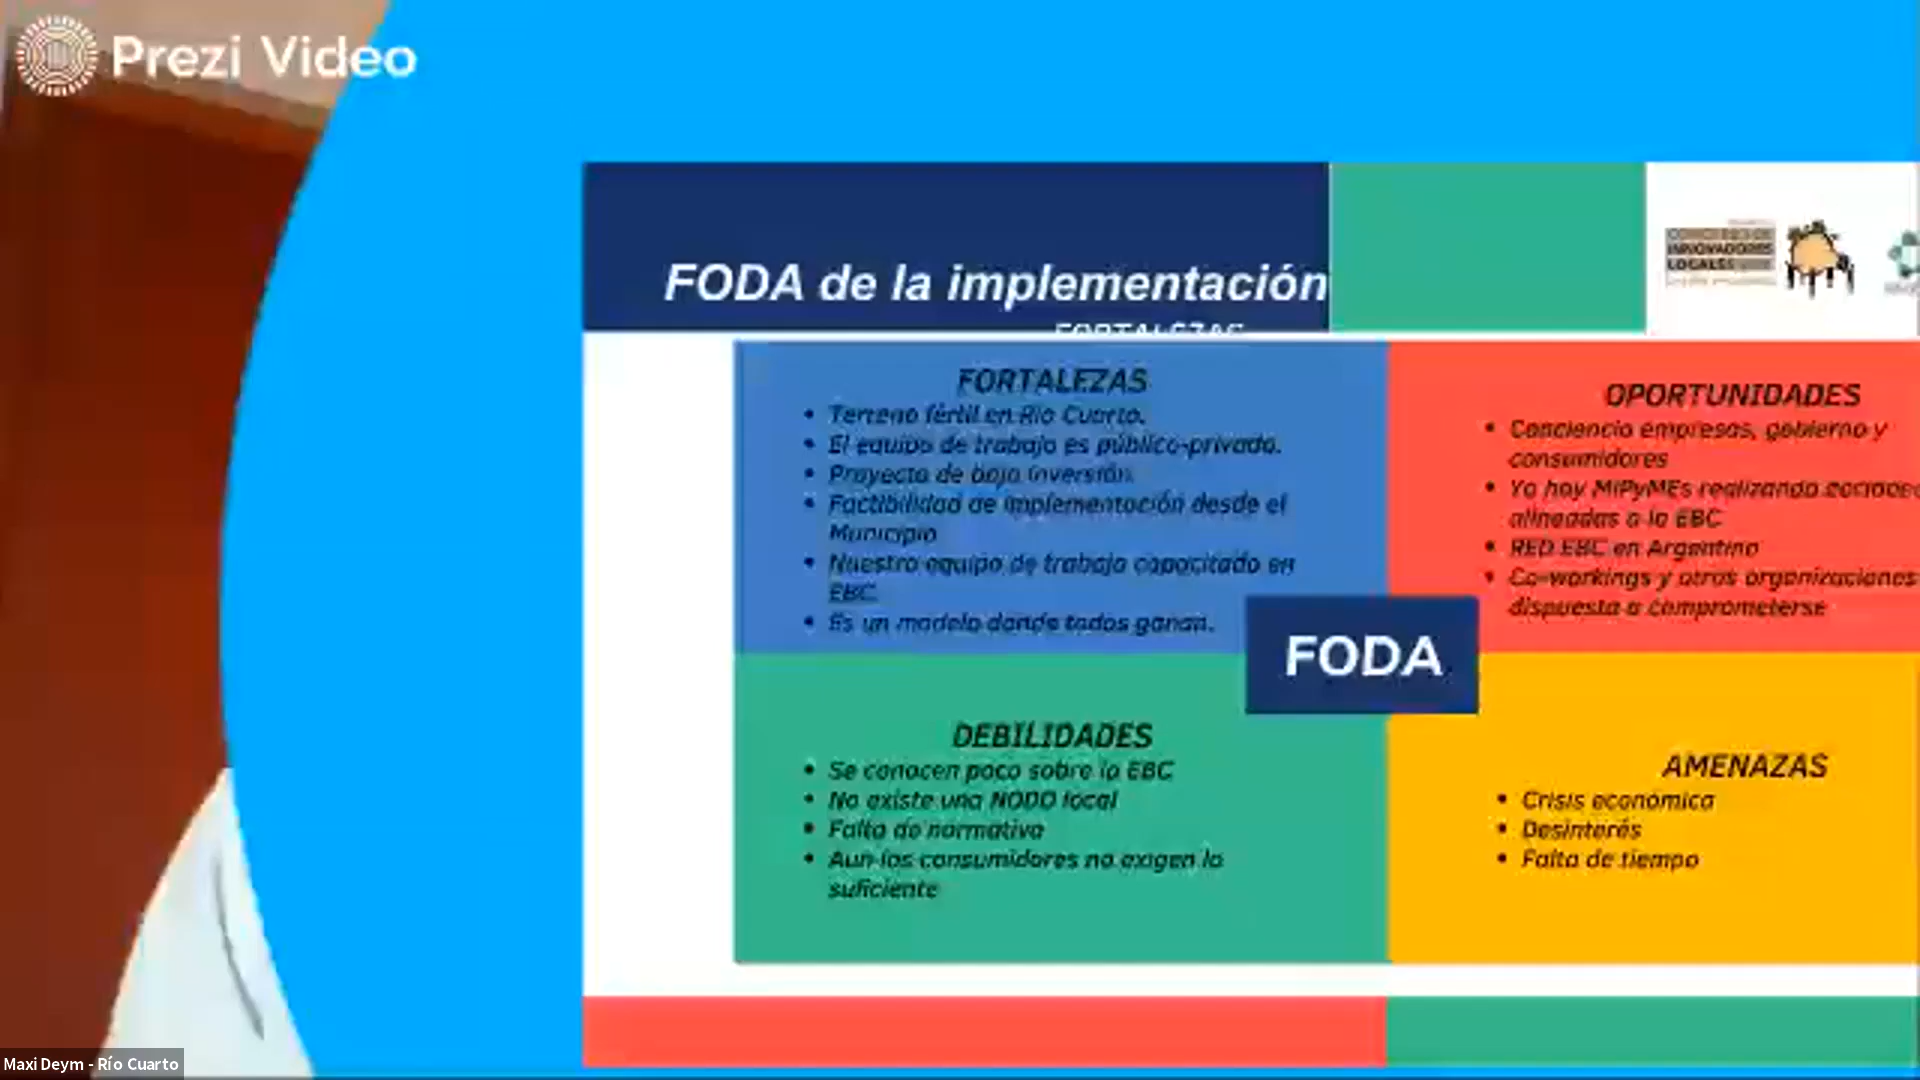 Prezi Video
FODA de la implementación
FORTALEZAS
INNOVADORES
LOCALES
FORTALEZAS
Terreno fértil en Río Cuarto.
El equipo de trabajo es público-privado.
Proyecto de baja inversión.
Factibilidad de implementación desde el
Municipio
Nuestro equipo de trabajo capacitado en
EBC.
Es un modelo donde todos ganan.
OPORTUNIDADES
Conciencia empresas, gobierno y
consumidores
Ya hay MiPyMEs realizando
alineadas a la EBC
RED EBC en Argentina
Co-workings y otras organizaciones
dispuesta a comprometerse
FODA
DEBILIDADES
Se conocen poco sobre la EBC
No existe una NODO local
Falta de normativa
Aun los consumidores no exigen lo
suficiente
AMENAZAS
Crisis económica
Desinterés
Falta de tiempo
Maxi Deym - Río Cuarto